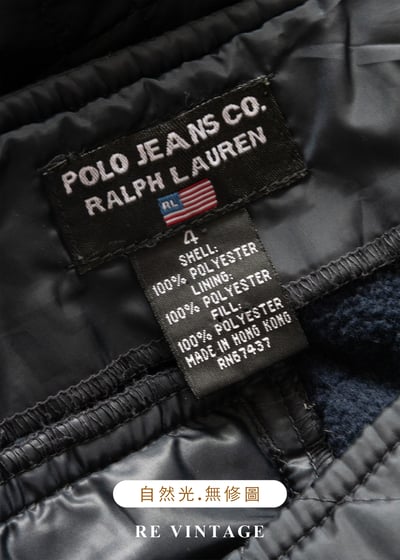 POLO JEANS CO.
RALPH LAUREN
RL
4
SHELL:
100% POLYESTER
LINING:
100% POLYESTER
FILL:
100% POLYESTER
MADE IN HONG KONG
RN67437
自然光.無修圖
RE VINTAGE